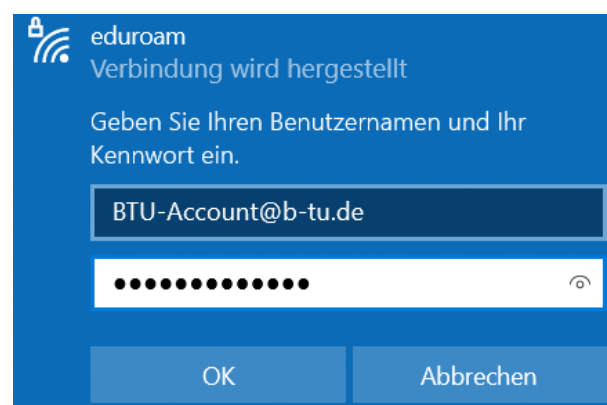 eduroam
Verbindung wird hergestellt
Geben Sie Ihren Benutzernamen und Ihr
Kennwort ein.
BTU-Account@b-tu.de
•••••••••••••
OK
Abbrechen